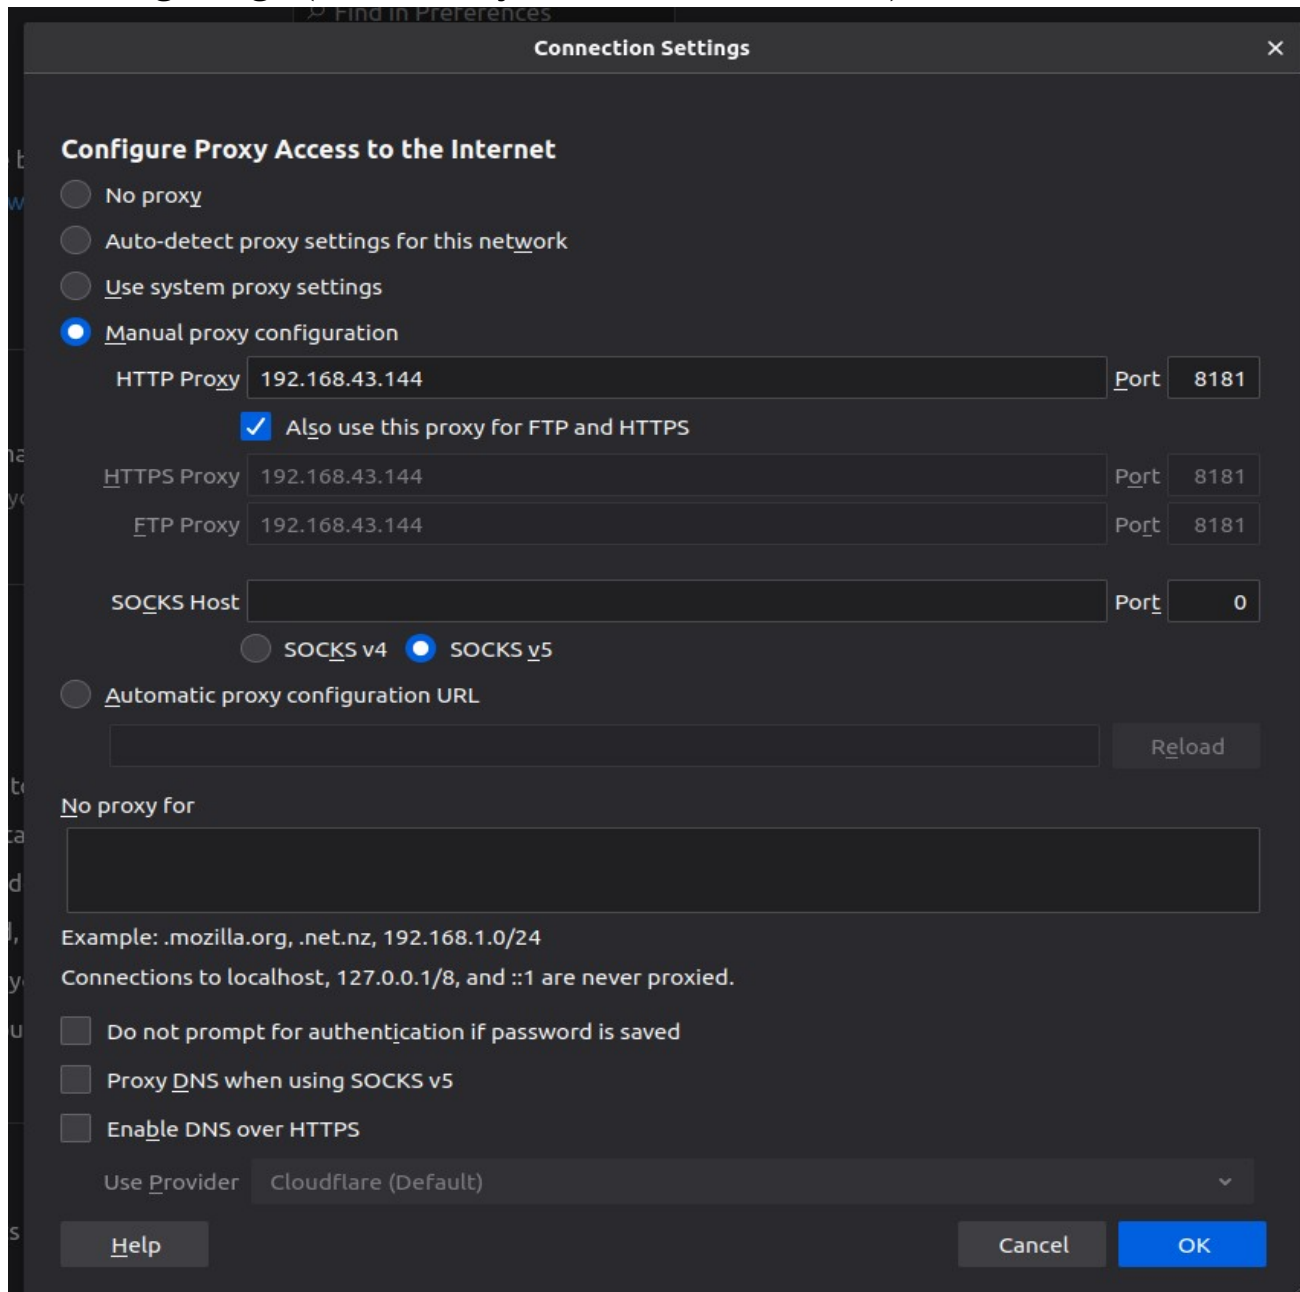 Find in Preferences
Connection Settings
Configure Proxy Access to the Internet
No proxy
Auto-detect proxy settings for this network
Use system proxy settings
Manual proxy configuration
HTTP Proxy 192.168.43.144 Port 8181
Also use this proxy for FTP and HTTPS
HTTPS Proxy 192.168.43.144 Port 8181
FTP Proxy 192.168.43.144 Port 8181
SOCKS Host Port 0
SOCKS v4 SOCKS v5
Automatic proxy configuration URL
Reload
No proxy for
Example: .mozilla.org, .net.nz, 192.168.1.0/24
Connections to localhost, 127.0.0.1/8, and ::1 are never proxied.
Do not prompt for authentication if password is saved
Proxy DNS when using SOCKS v5
Enable DNS over HTTPS
Use Provider Cloudflare (Default)
Help Cancel OK